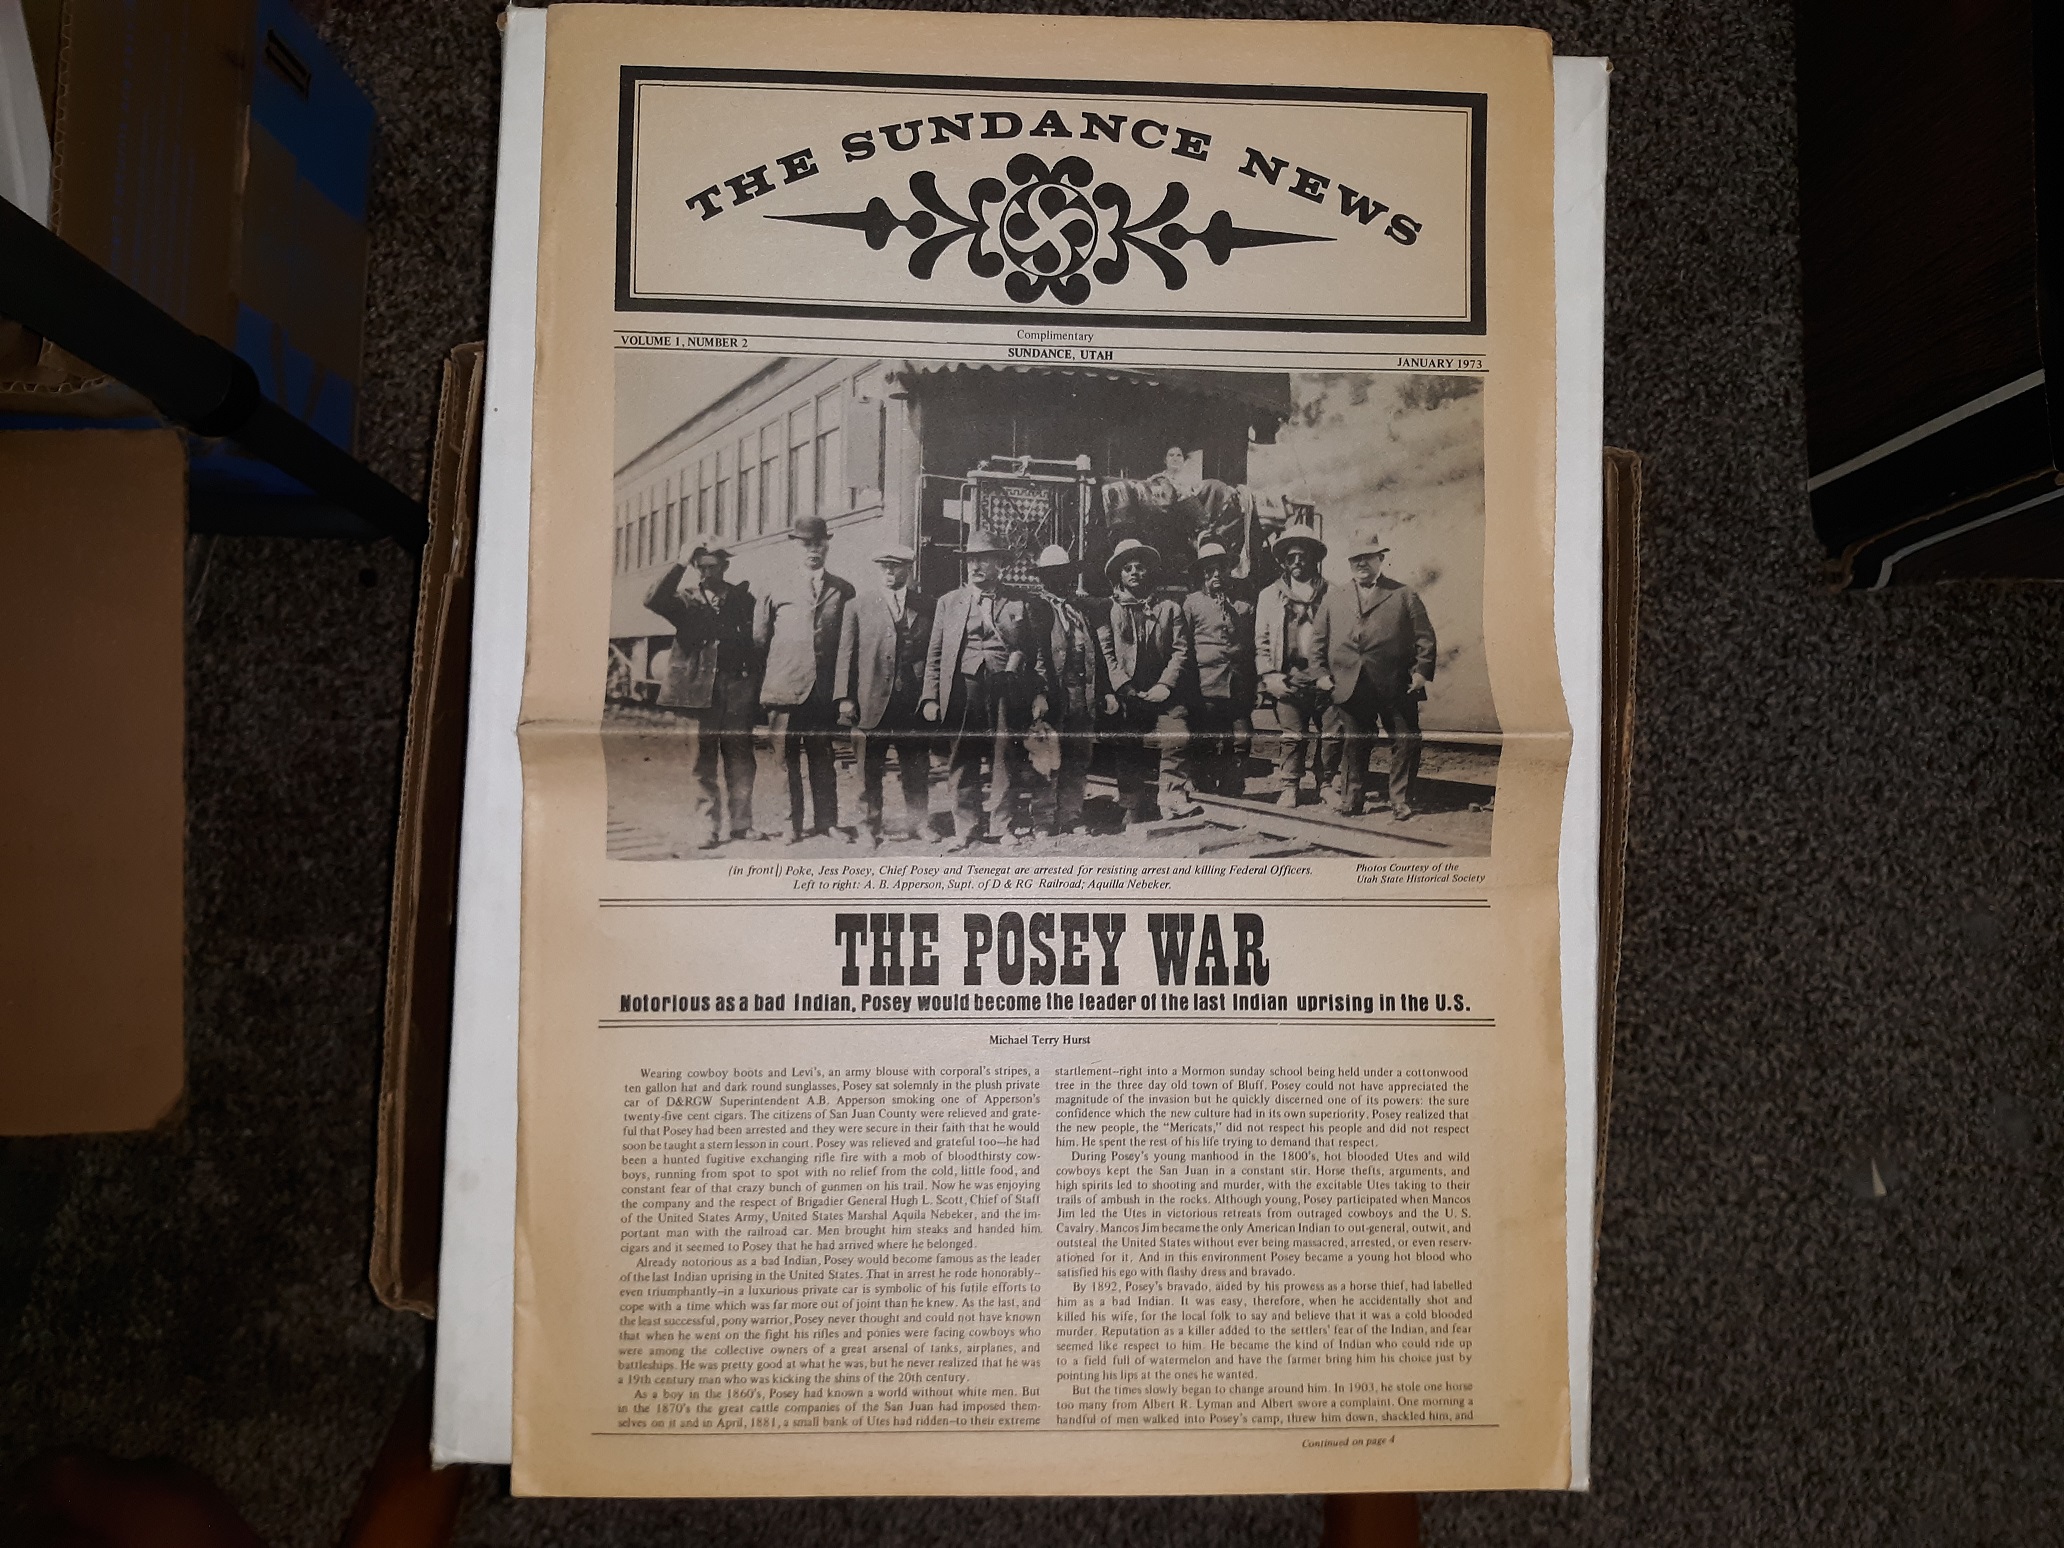 THE SUNDANCE NEWS
Complimentary
VOLUME 1, NUMBER 2
SUNDANCE, UTAH
JANUARY 1973
(in front) Poke, Jess Posey, Chief Posey and Tsenegat are arrested for resisting arrest and killing Federal Officers.
Left to right: A. B. Apperson, Supt. of D & RG Railroad; Aquilla Nebeker.
Photos Courtesy of the
Utah State Historical Society
THE POSEY WAR
Notorious as a bad Indian, Posey would become the leader of the last Indian uprising in the U.S.
Michael Terry Hurst
Wearing cowboy boots and Levi's, an army blouse with corporal's stripes, a
ten gallon hat and dark round sunglasses, Posey sat solemnly in the plush private
car of D&RGW Superintendent A.B. Apperson smoking one of Apperson's
twenty-five cent cigars. The citizens of San Juan County were relieved and grate-
ful that Posey had been arrested and they were secure in their faith that he would
soon be taught a stern lesson in court. Posey was relieved and grateful too—he had
been a hunted fugitive exchanging rifle fire with a mob of bloodthirsty cow-
boys, running from spot to spot with no relief from the cold, little food, and
constant fear of that crazy bunch of gunmen on his trail. Now he was enjoying
the company and the respect of Brigadier General Hugh L. Scott, Chief of Staff
of the United States Army, United States Marshal Aquila Nebeker, and the im-
portant man with the railroad car. Men brought him steaks and handed him
cigars and it seemed to Posey that he had arrived where he belonged.
Already notorious as a bad Indian, Posey would become famous as the leader
of the last Indian uprising in the United States. That in arrest he rode honorably—
even triumphantly—in a luxurious private car is symbolic of his futile efforts to
cope with a time which was far more out of joint than he knew. As the last, and
the least successful, pony warrior, Posey never thought and could not have known
that when he went on the fight his rifles and ponies were facing cowboys who
were among the collective owners of a great arsenal of tanks, airplanes, and
battleships. He was pretty good at what he was, but he never realized that he was
a 19th century man who was kicking the shins of the 20th century.
As a boy in the 1860's, Posey had known a world without white men. But
in the 1870's the great cattle companies of the San Juan had imposed them-
selves on it and in April, 1881, a small bank of Utes had ridden—to their extreme
startlement—right into a Mormon sunday school being held under a cottonwood
tree in the three day old town of Bluff. Posey could not have appreciated the
magnitude of the invasion but he quickly discerned one of its powers: the sure
confidence which the new culture had in its own superiority. Posey realized that
the new people, the "Mericats," did not respect his people and did not respect
him. He spent the rest of his life trying to demand that respect.
During Posey's young manhood in the 1800's, hot blooded Utes and wild
cowboys kept the San Juan in a constant stir. Horse thefts, arguments, and
high spirits led to shooting and murder, with the excitable Utes taking to their
trails of ambush in the rocks. Although young, Posey participated when Mancos
Jim led the Utes in victorious retreats from outraged cowboys and the U. S.
Cavalry. Mancos Jim became the only American Indian to out-general, outwit, and
outsteal the United States without ever being massacred, arrested, or even reserv-
ationed for it. And in this environment Posey became a young hot blood who
satisfied his ego with flashy dress and bravado.
By 1892, Posey's bravado, aided by his prowess as a horse thief, had labelled
him as a bad Indian. It was easy, therefore, when he accidentally shot and
killed his wife, for the local folk to say and believe that it was a cold blooded
murder. Reputation as a killer added to the settlers' fear of the Indian, and fear
seemed like respect to him. He became the kind of Indian who could ride up
to a field full of watermelon and have the farmer bring him his choice just by
pointing his lips at the ones he wanted.
But the times slowly began to change around him. In 1903, he stole one horse
too many from Albert R. Lyman and Albert swore a complaint. One morning a
handful of men walked into Posey's camp, threw him down, shackled him, and
Continued on page 4